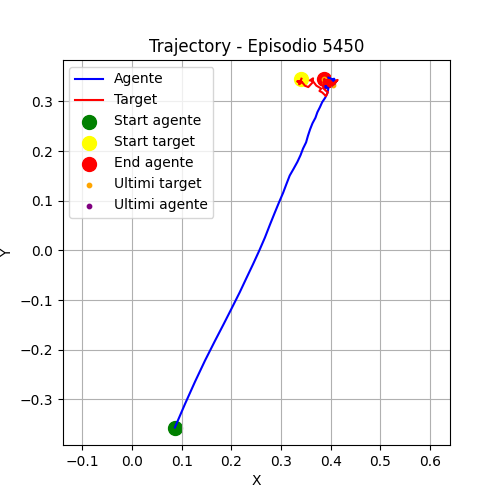 Trajectory - Episodio 5450
Agente
Target
Start agente
Start target
End agente
Ultimi target
Ultimi agente
0.3
0.2
0.1
0.0
−0.1
−0.2
−0.3
Y
−0.1 0.0 0.1 0.2 0.3 0.4 0.5 0.6
X